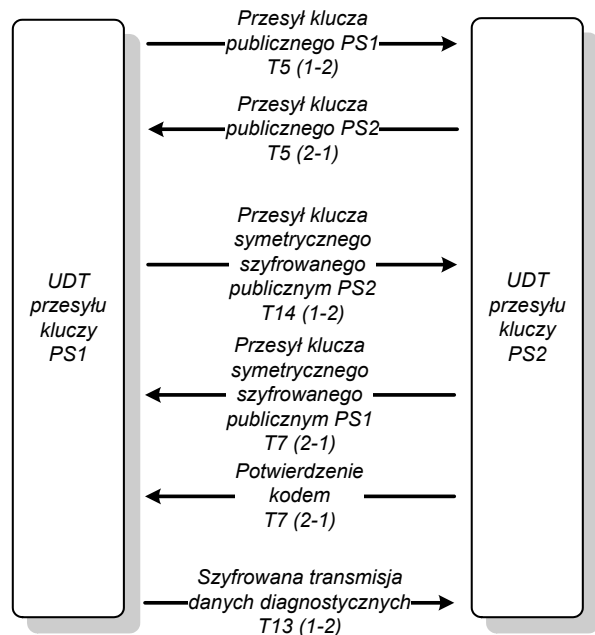 Przesył klucza
publicznego PS1
T5 (1-2)
Przesył klucza
publicznego PS2
T5 (2-1)
Przesył klucza
symetrycznego
szyfrowanego
publicznym PS2
T14 (1-2)
UDT
przesyłu
kluczy
PS1
UDT
przesyłu
kluczy
PS2
Przesył klucza
symetrycznego
szyfrowanego
publicznym PS1
T7 (2-1)
Potwierdzenie
kodem
T7 (2-1)
Szyfrowana transmisja
danych diagnostycznych
T13 (1-2)